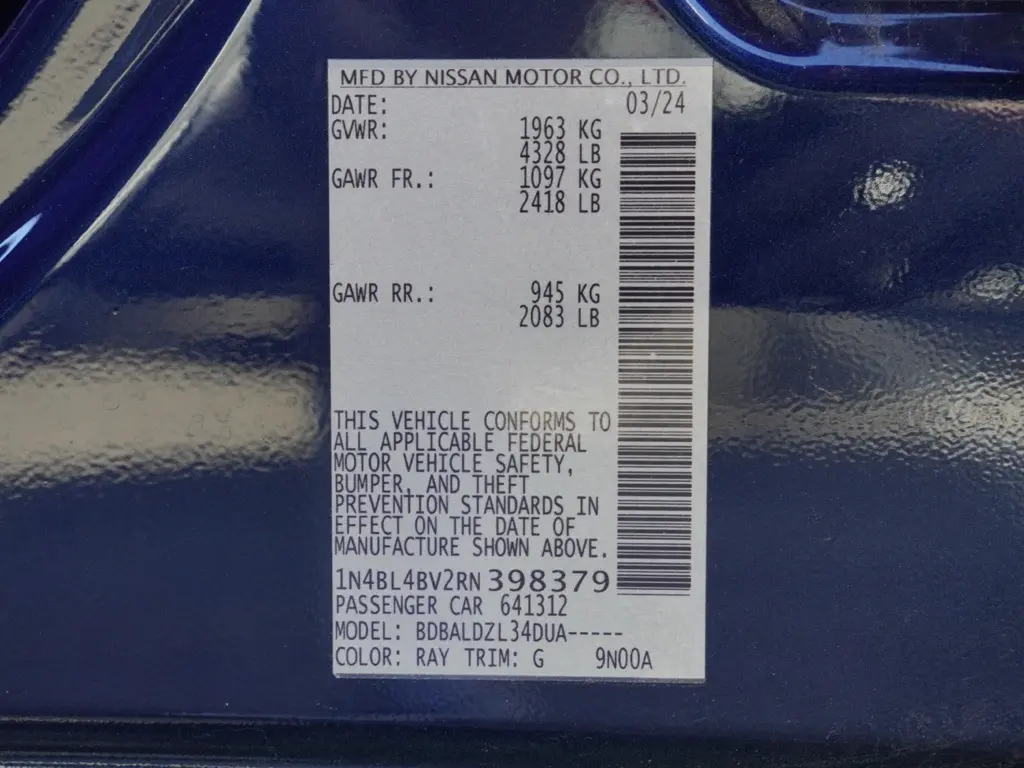 MFD BY NISSAN MOTOR CO., LTD.
DATE: 03/24
GVWR: 1963 KG
4328 LB
GAWR FR.: 1097 KG
2418 LB
GAWR RR.: 945 KG
2083 LB
THIS VEHICLE CONFORMS TO
ALL APPLICABLE FEDERAL
MOTOR VEHICLE SAFETY,
BUMPER, AND THEFT
PREVENTION STANDARDS IN
EFFECT ON THE DATE OF
MANUFACTURE SHOWN ABOVE.
1N4BL4BV2RN398379
PASSENGER CAR 641312
MODEL: BDBALDZL34DUA-----
COLOR: RAY TRIM: G 9N00A